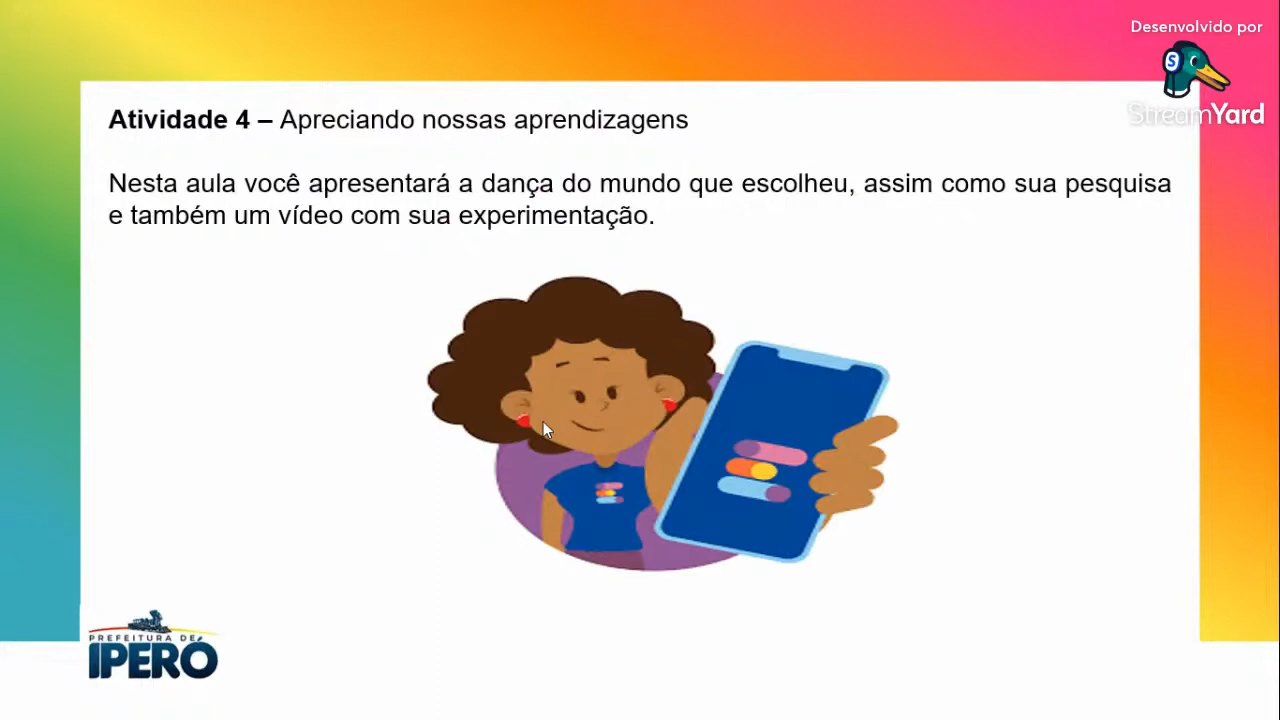 Desenvolvido por
S
StreamYard
Atividade 4 – Apreciando nossas aprendizagens
Nesta aula você apresentará a dança do mundo que escolheu, assim como sua pesquisa
e também um vídeo com sua experimentação.
PREFEITURA DE
IPERÓ